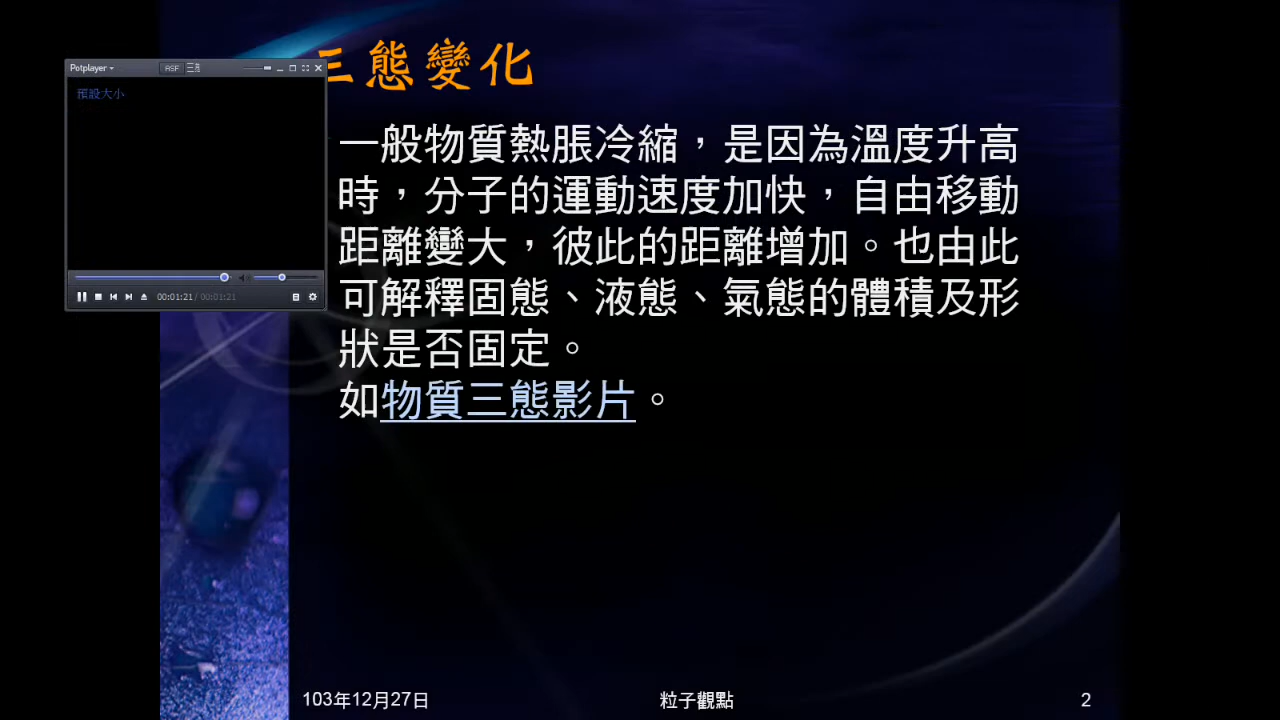 三態變化
Potplayer
ASF
預設大小
00:01:21 / 00:01:21
一般物質熱脹冷縮，是因為溫度升高
時，分子的運動速度加快，自由移動
距離變大，彼此的距離增加。也由此
可解釋固態、液態、氣態的體積及形
狀是否固定。
如物質三態影片。
103年12月27日
粒子觀點
2